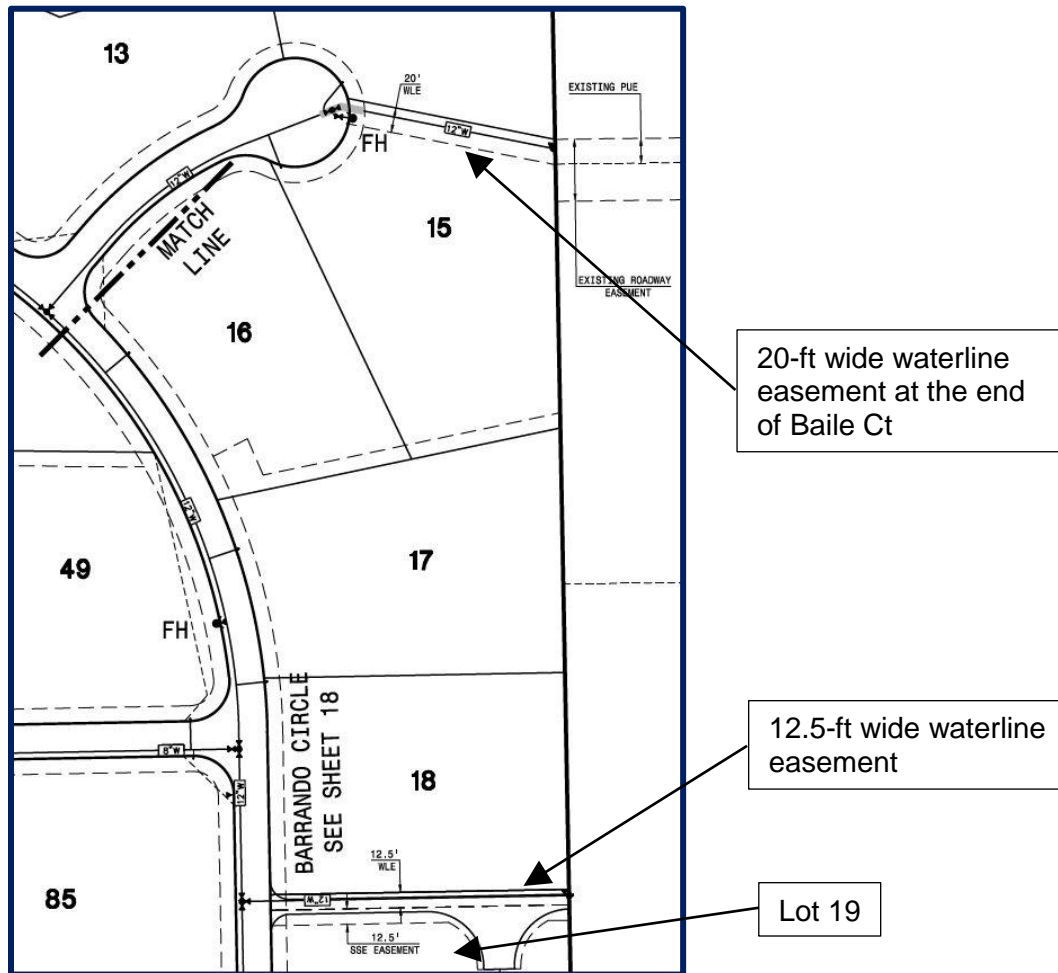 13
20'
WLE
EXISTING PUE
12"W
FH
12"W
MATCH
LINE
15
EXISTING ROADWAY
EASEMENT
16
20-ft wide waterline
easement at the end
of Baile Ct
12"W
49
17
FH
BARRANDO CIRCLE
SEE SHEET 18
8"W
12"W
18
12.5-ft wide waterline
easement
12.5'
WLE
12"W
85
12.5'
SSE EASEMENT
Lot 19